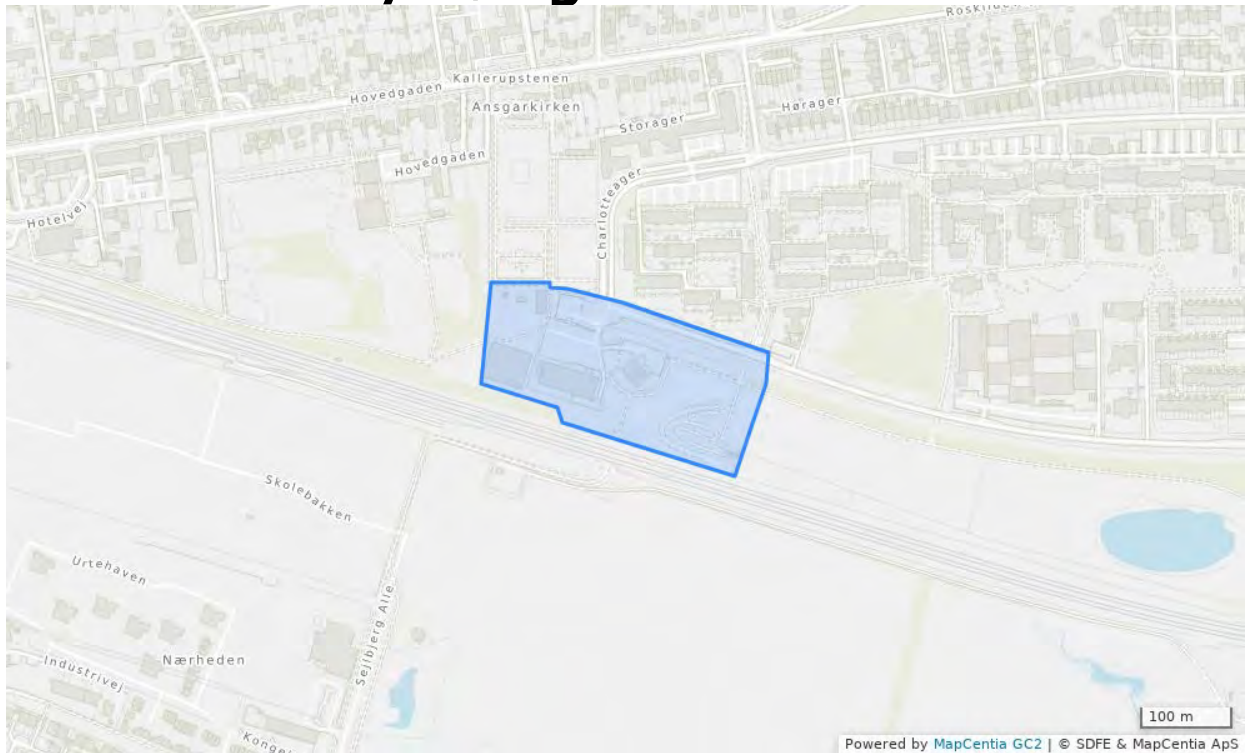 Kallerupstenen
Hovedgaden
Ansgarkirken
Hørager
Storager
Hovedgaden
Charlotteager
Hotelvej
Skolebakken
Urtehaven
Sejlbjerg Alle
Nærheden
Industrivej
100 m
Powered by MapCentia GC2 | © SDFE & MapCentia ApS